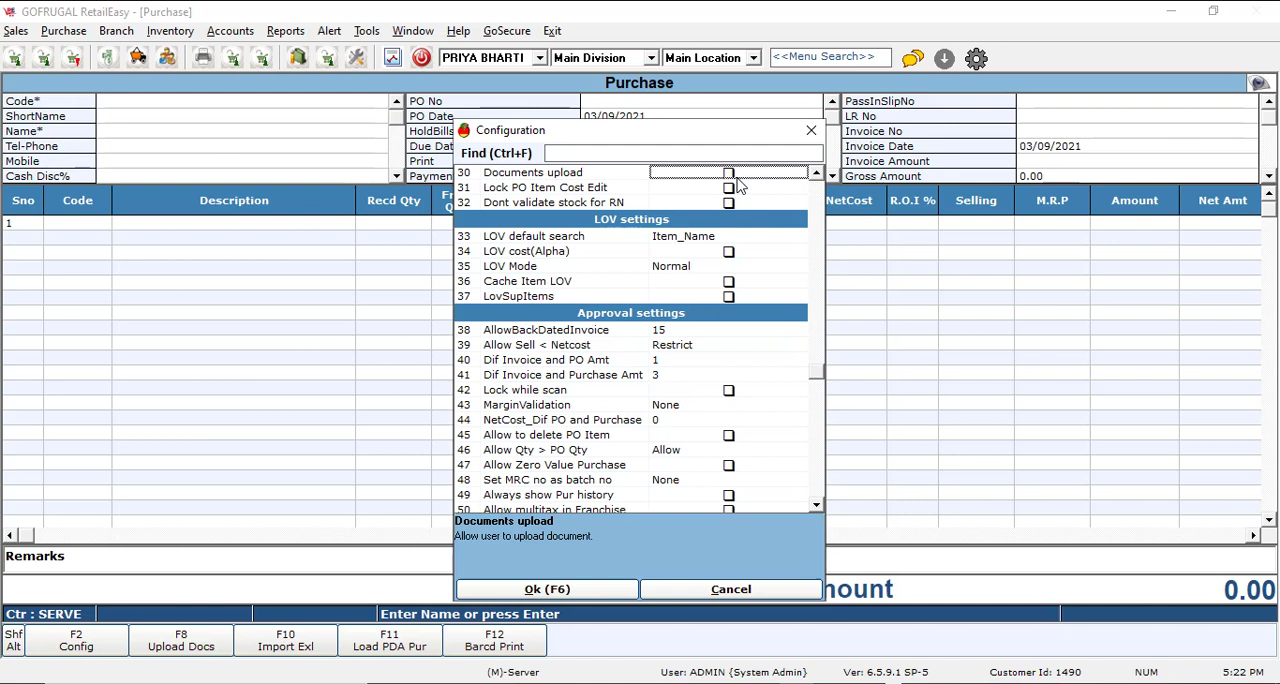 GOFRUGAL RetailEasy - [Purchase]
Sales Purchase Branch Inventory Accounts Reports Alert Tools Window Help GoSecure Exit
PRIYA BHARTI Main Division Main Location <<Menu Search>>
Purchase
Code*
ShortName
Name*
Tel-Phone
Mobile
Cash Disc%
PO No
PO Date 03/09/2021
HoldBills
Due Dat
Print
Paymen
PassInSlipNo
LR No
Invoice No
Invoice Date 03/09/2021
Invoice Amount
Gross Amount 0.00
Sno Code Description Recd Qty NetCost R.O.I % Selling M.R.P Amount Net Amt
1
Configuration
Find (Ctrl+F)
30 Documents upload
31 Lock PO Item Cost Edit
32 Dont validate stock for RN
LOV settings
33 LOV default search Item_Name
34 LOV cost(Alpha)
35 LOV Mode Normal
36 Cache Item LOV
37 LovSupItems
Approval settings
38 AllowBackDatedInvoice 15
39 Allow Sell < Netcost Restrict
40 Dif Invoice and PO Amt 1
41 Dif Invoice and Purchase Amt 3
42 Lock while scan
43 MarginValidation None
44 NetCost_Dif PO and Purchase 0
45 Allow to delete PO Item
46 Allow Qty > PO Qty Allow
47 Allow Zero Value Purchase
48 Set MRC no as batch no None
49 Always show Pur history
50 Allow multitax in Franchise
Documents upload
Allow user to upload document.
Ok (F6) Cancel
Remarks
mount 0.00
Ctr : SERVE Enter Name or press Enter
Shf
Alt
F2
Config
F8
Upload Docs
F10
Import Exl
F11
Load PDA Pur
F12
Barcd Print
(M)-Server User: ADMIN {System Admin} Ver: 6.5.9.1 SP-5 Customer Id: 1490 NUM 5:22 PM